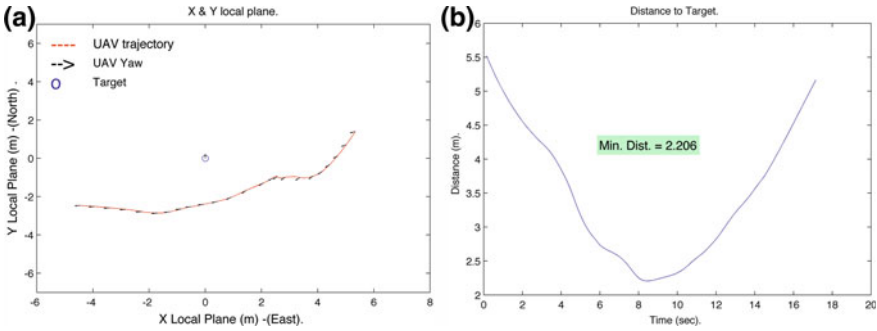 (a)
X & Y local plane.
UAV trajectory
UAV Yaw
Target
6
4
2
0
-2
-4
-6
Y Local Plane (m) -(North) .
-6
-4
-2
0
2
4
6
8
X Local Plane (m) -(East).
(b)
Distance to Target.
6
5.5
5
4.5
4
3.5
3
2.5
2
Distance (m).
Min. Dist. = 2.206
0
2
4
6
8
10
12
14
16
18
20
Time (sec).